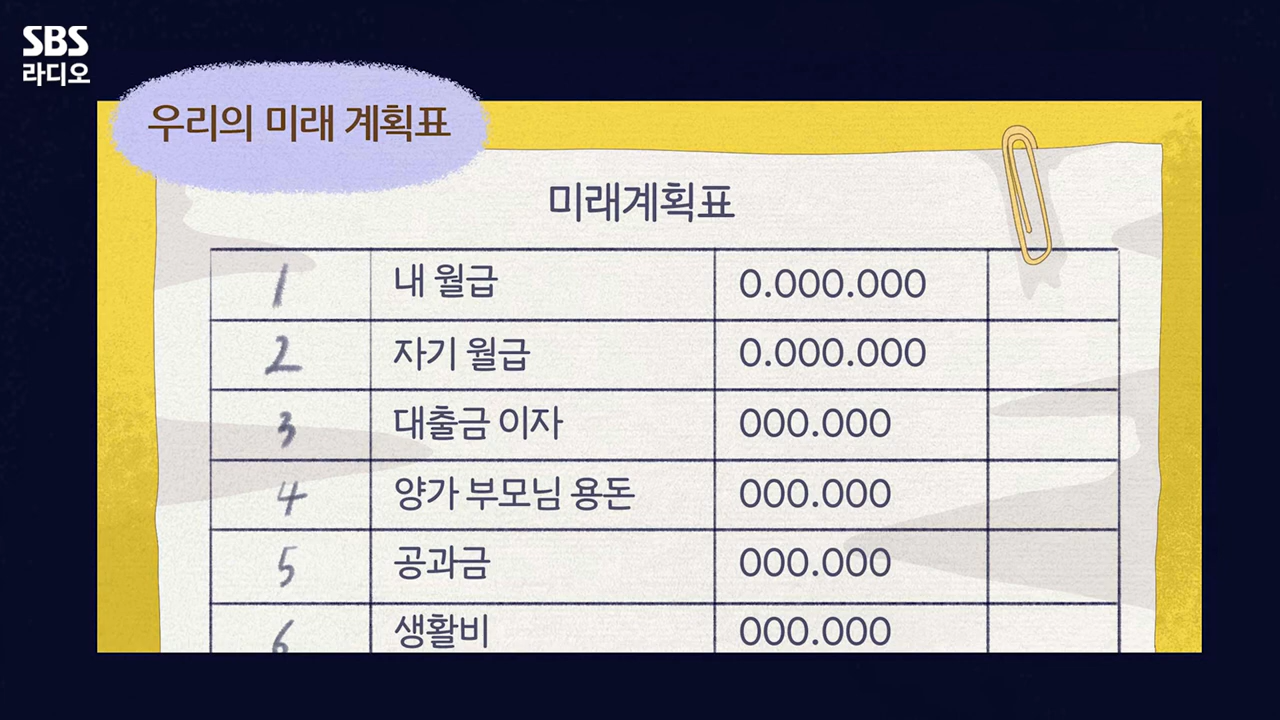 SBS
라디오
우리의 미래 계획표
미래계획표
1 내 월급 0.000.000
2 자기 월급 0.000.000
3 대출금 이자 000.000
4 양가 부모님 용돈 000.000
5 공과금 000.000
6 생활비 000.000